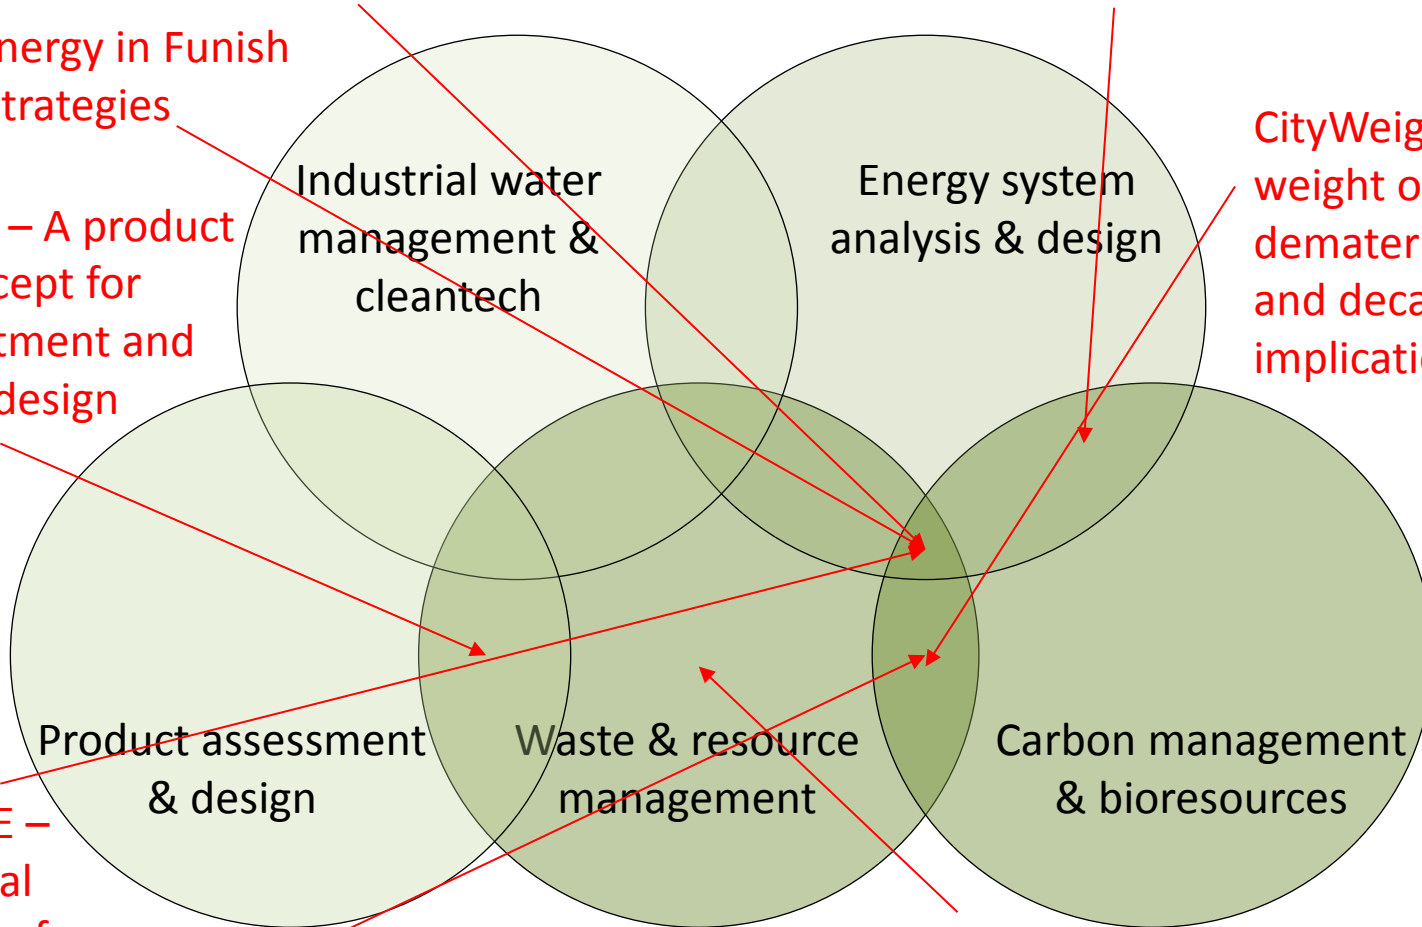 nergy in Funish
trategies
– A product
cept for
tment and
design
Industrial water
management &
cleantech
Energy system
analysis & design
CityWeig
weight o
demater
and deca
implicatio
Product assessment
& design
Waste & resource
management
Carbon management
& bioresources
E –
al